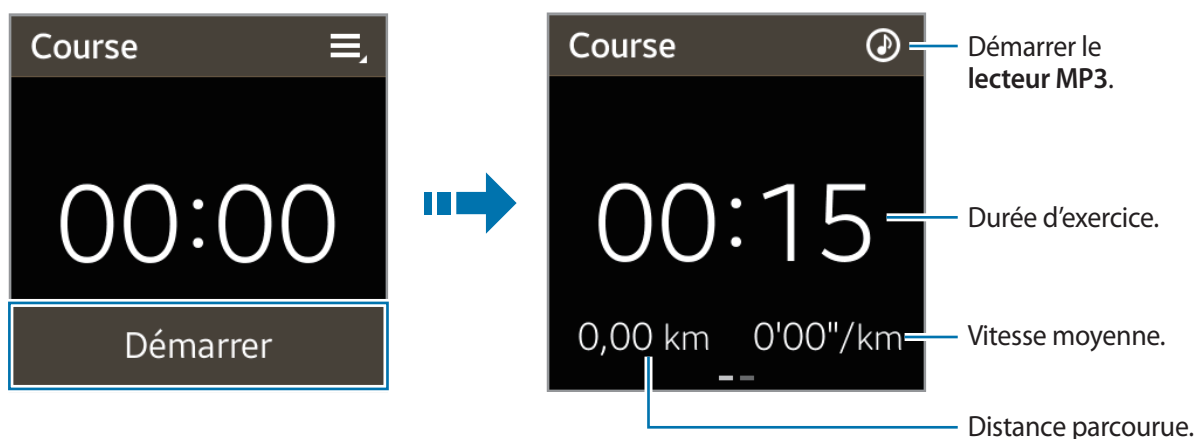 Course
00:00
Démarrer
Course
00:15
0,00 km 0'00"/km
Démarrer le
lecteur MP3.
Durée d’exercice.
Vitesse moyenne.
Distance parcourue.